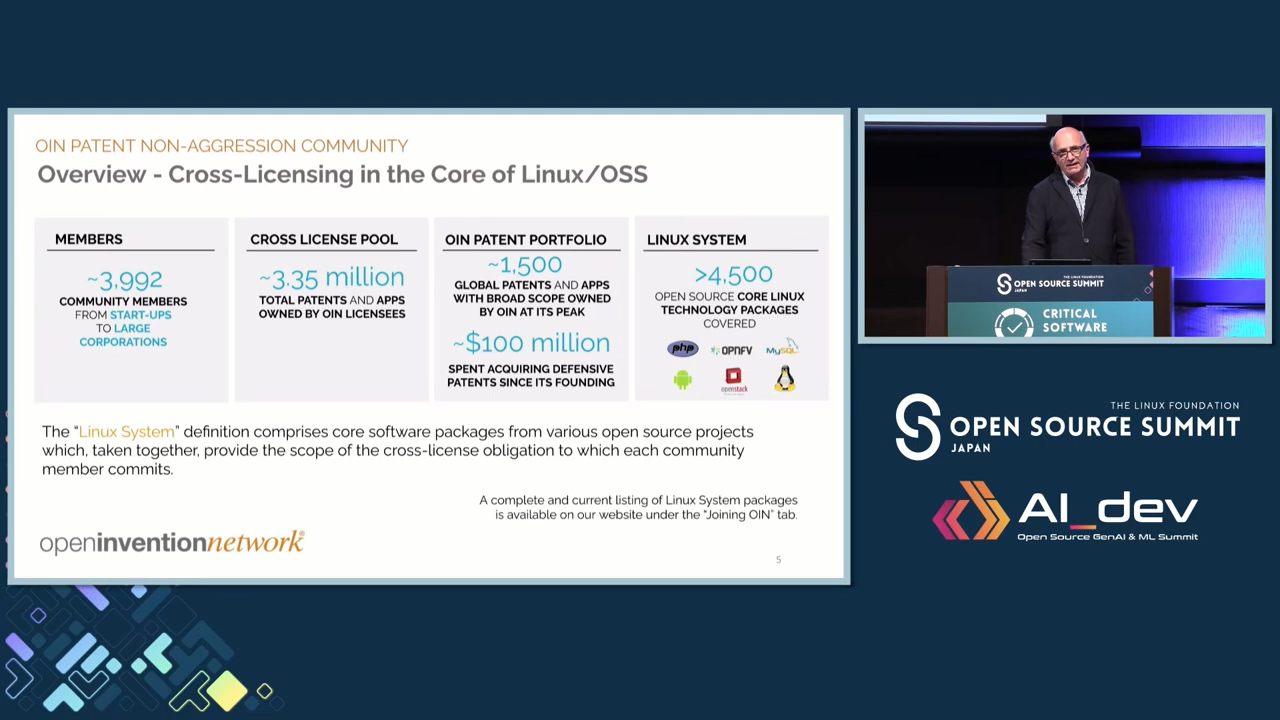 OIN PATENT NON-AGGRESSION COMMUNITY
Overview - Cross-Licensing in the Core of Linux/OSS
MEMBERS
~3,992
COMMUNITY MEMBERS
FROM START-UPS
TO LARGE
CORPORATIONS
CROSS LICENSE POOL
~3.35 million
TOTAL PATENTS AND APPS
OWNED BY OIN LICENSEES
OIN PATENT PORTFOLIO
~1,500
GLOBAL PATENTS AND APPS
WITH BROAD SCOPE OWNED
BY OIN AT ITS PEAK
~$100 million
SPENT ACQUIRING DEFENSIVE
PATENTS SINCE ITS FOUNDING
LINUX SYSTEM
>4,500
OPEN SOURCE CORE LINUX
TECHNOLOGY PACKAGES
COVERED
php
OPNFV
MySQL
openstack
The “Linux System” definition comprises core software packages from various open source projects
which, taken together, provide the scope of the cross-license obligation to which each community
member commits.
A complete and current listing of Linux System packages
is available on our website under the “Joining OIN” tab.
openinventionnetwork®
5
THE LINUX FOUNDATION
OPEN SOURCE SUMMIT
JAPAN
CRITICAL
SOFTWARE
THE LINUX FOUNDATION
OPEN SOURCE SUMMIT
JAPAN
AI_dev
Open Source GenAI & ML Summit